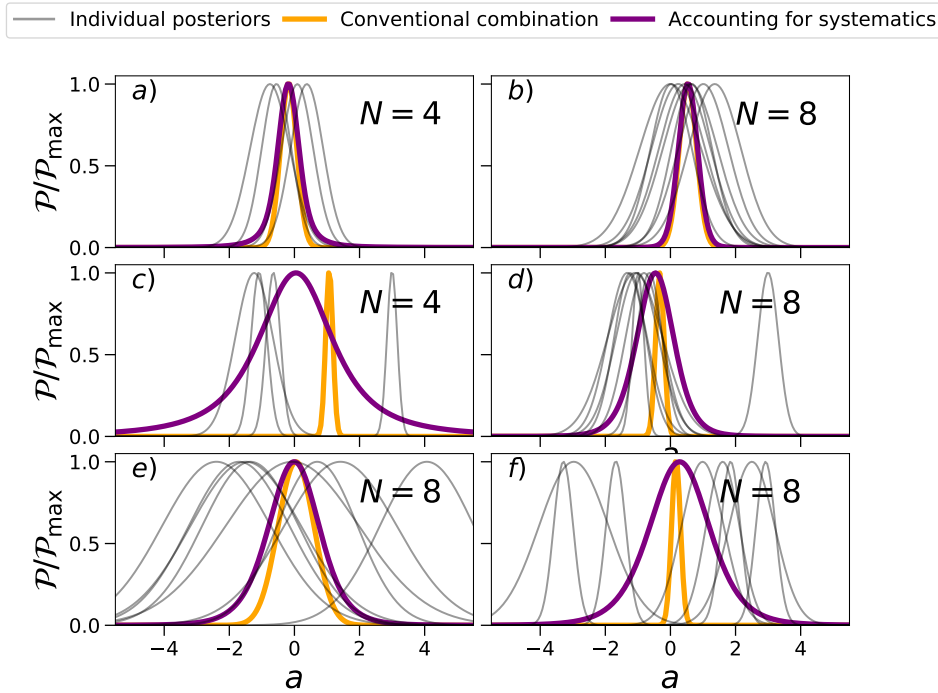 Individual posteriors Conventional combination Accounting for systematics
a) N = 4
b) N = 8
1.0
0.5
0.0
P/Pmax
c) N = 4
d) N = 8
1.0
0.5
0.0
P/Pmax
e) N = 8
f) N = 8
1.0
0.5
0.0
P/Pmax
−4 −2 0 2 4
−4 −2 0 2 4
a
a